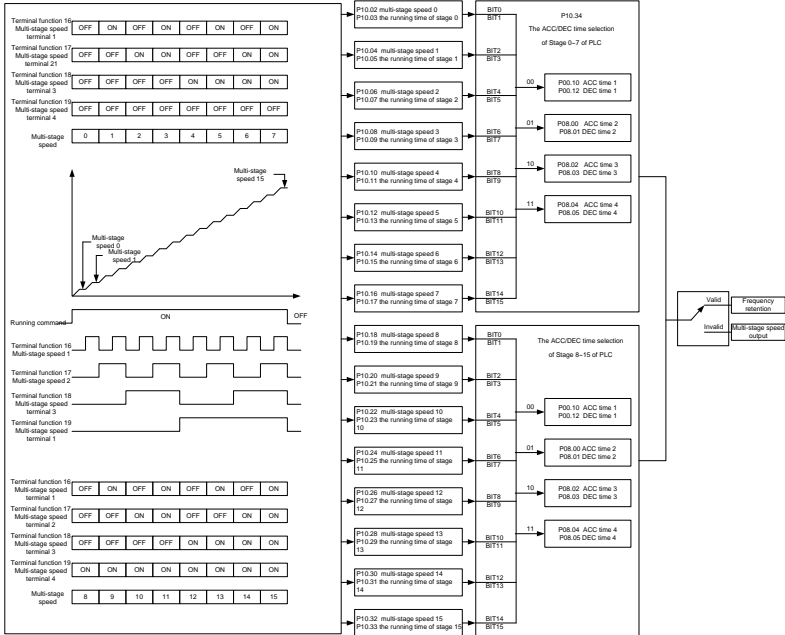 Terminal function 16
Multi-stage speed
terminal 1
OFF ON OFF ON OFF ON OFF ON
Terminal function 17
Multi-stage speed
terminal 21
OFF OFF ON ON OFF OFF ON ON
Terminal function 18
Multi-stage speed
terminal 3
OFF OFF OFF OFF ON ON ON ON
Terminal function 19
Multi-stage speed
terminal 4
OFF OFF OFF OFF OFF OFF OFF OFF
Multi-stage
speed
0 1 2 3 4 5 6 7
Multi-stage
speed 15
Multi-stage
speed 0
Multi-stage
speed 1
Running command
ON
OFF
Terminal function 16
Multi-stage speed 1
Terminal function 17
Multi-stage speed 2
Terminal function 18
Multi-stage speed
terminal 3
Terminal function 19
Multi-stage speed
terminal 1
Terminal function 16
Multi-stage speed
terminal 1
OFF ON OFF ON OFF ON OFF ON
Terminal function 17
Multi-stage speed
terminal 2
OFF OFF ON ON OFF OFF ON ON
Terminal function 18
Multi-stage speed
terminal 3
OFF OFF OFF OFF ON ON ON ON
Terminal function 19
Multi-stage speed
terminal 4
ON ON ON ON ON ON ON ON
Multi-stage
speed
8 9 10 11 12 13 14 15
P10.02 multi-stage speed 0
P10.03 the running time of stage 0
P10.04 multi-stage speed 1
P10.05 the running time of stage 1
P10.06 multi-stage speed 2
P10.07 the running time of stage 2
P10.08 multi-stage speed 3
P10.09 the running time of stage 3
P10.10 multi-stage speed 4
P10.11 the running time of stage 4
P10.12 multi-stage speed 5
P10.13 the running time of stage 5
P10.14 multi-stage speed 6
P10.15 the running time of stage 6
P10.16 multi-stage speed 7
P10.17 the running time of stage 7
P10.18 multi-stage speed 8
P10.19 the running time of stage 8
P10.20 multi-stage speed 9
P10.21 the running time of stage 9
P10.22 multi-stage speed 10
P10.23 the running time of stage
10
P10.24 multi-stage speed 11
P10.25 the running time of stage
11
P10.26 multi-stage speed 12
P10.27 the running time of stage
12
P10.28 multi-stage speed 13
P10.29 the running time of stage
13
P10.30 multi-stage speed 14
P10.31 the running time of stage
14
P10.32 multi-stage speed 15
P10.33 the running time of stage 15
BIT0
BIT1
BIT2
BIT3
BIT4
BIT5
BIT6
BIT7
BIT8
BIT9
BIT10
BIT11
BIT12
BIT13
BIT14
BIT15
P10.34
The ACC/DEC time selection
of Stage 0–7 of PLC
00
P00.10 ACC time 1
P00.12 DEC time 1
01
P08.00 ACC time 2
P08.01 DEC time 2
10
P08.02 ACC time 3
P08.03 DEC time 3
11
P08.04 ACC time 4
P08.05 DEC time 4
BIT0
BIT1
BIT2
BIT3
BIT4
BIT5
BIT6
BIT7
BIT8
BIT9
BIT10
BIT11
BIT12
BIT13
BIT14
BIT15
The ACC/DEC time selection
of Stage 8–15 of PLC
00
P00.10 ACC time 1
P00.12 DEC time 1
01
P08.00 ACC time 2
P08.01 DEC time 2
10
P08.02 ACC time 3
P08.03 DEC time 3
11
P08.04 ACC time 4
P08.05 DEC time 4
Valid
Frequency
retention
Invalid
Multi-stage speed
output